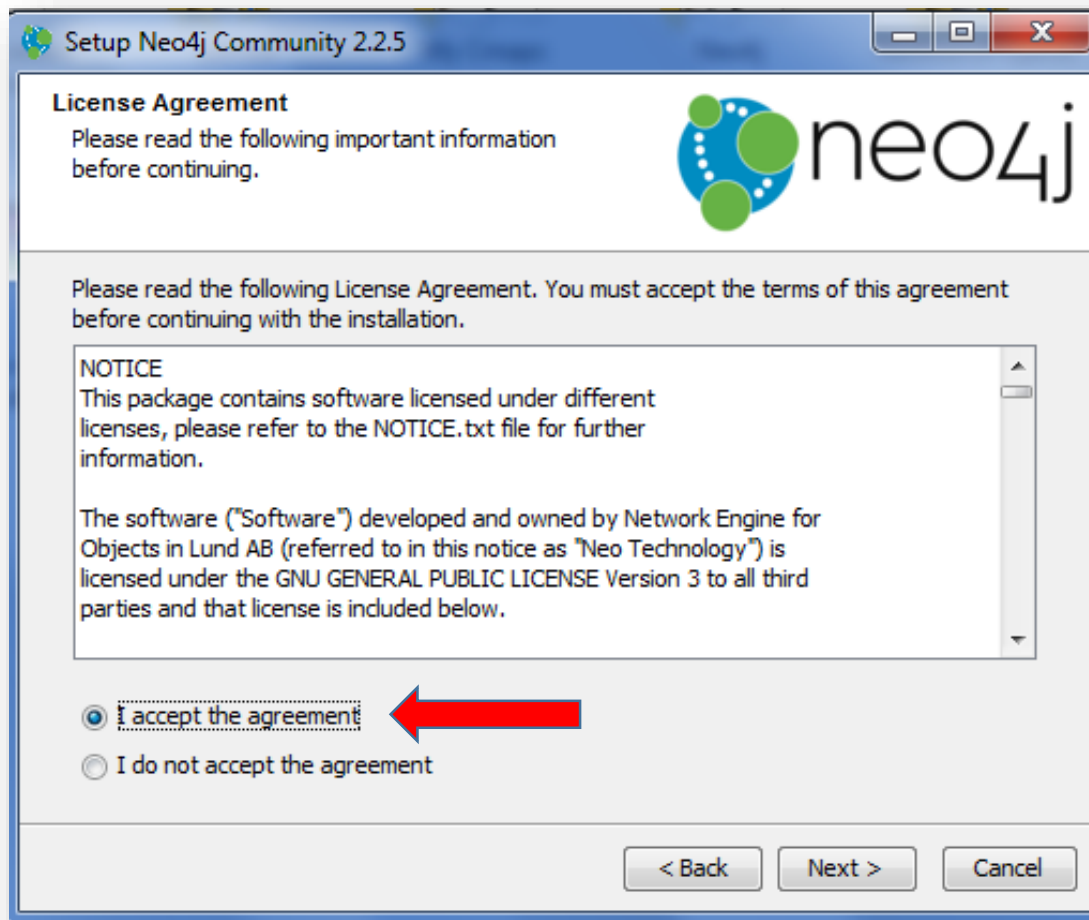 Setup Neo4j Community 2.2.5
License Agreement
Please read the following important information
before continuing.
neo4j
Please read the following License Agreement. You must accept the terms of this agreement
before continuing with the installation.
NOTICE
This package contains software licensed under different
licenses, please refer to the NOTICE.txt file for further
information.
The software ("Software") developed and owned by Network Engine for
Objects in Lund AB (referred to in this notice as "Neo Technology") is
licensed under the GNU GENERAL PUBLIC LICENSE Version 3 to all third
parties and that license is included below.
I accept the agreement
I do not accept the agreement
< Back Next > Cancel